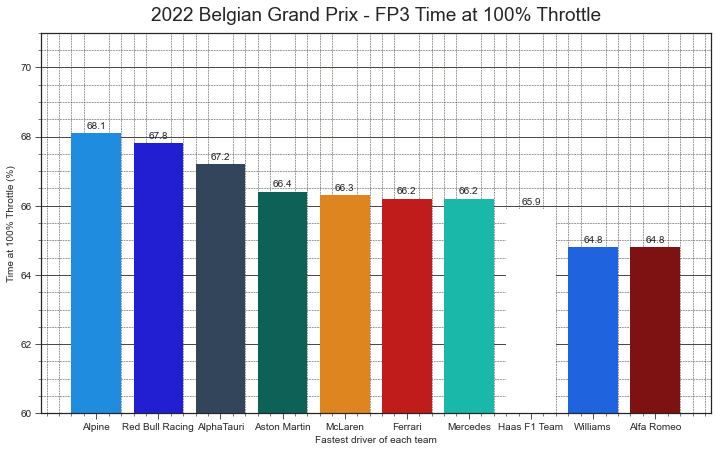 2022 Belgian Grand Prix - FP3 Time at 100% Throttle
Time at 100% Throttle (%)
70
68
66
64
62
60
68.1
67.8
67.2
66.4
66.3
66.2
66.2
65.9
64.8
64.8
Alpine
Red Bull Racing
AlphaTauri
Aston Martin
McLaren
Ferrari
Mercedes
Haas F1 Team
Williams
Alfa Romeo
Fastest driver of each team